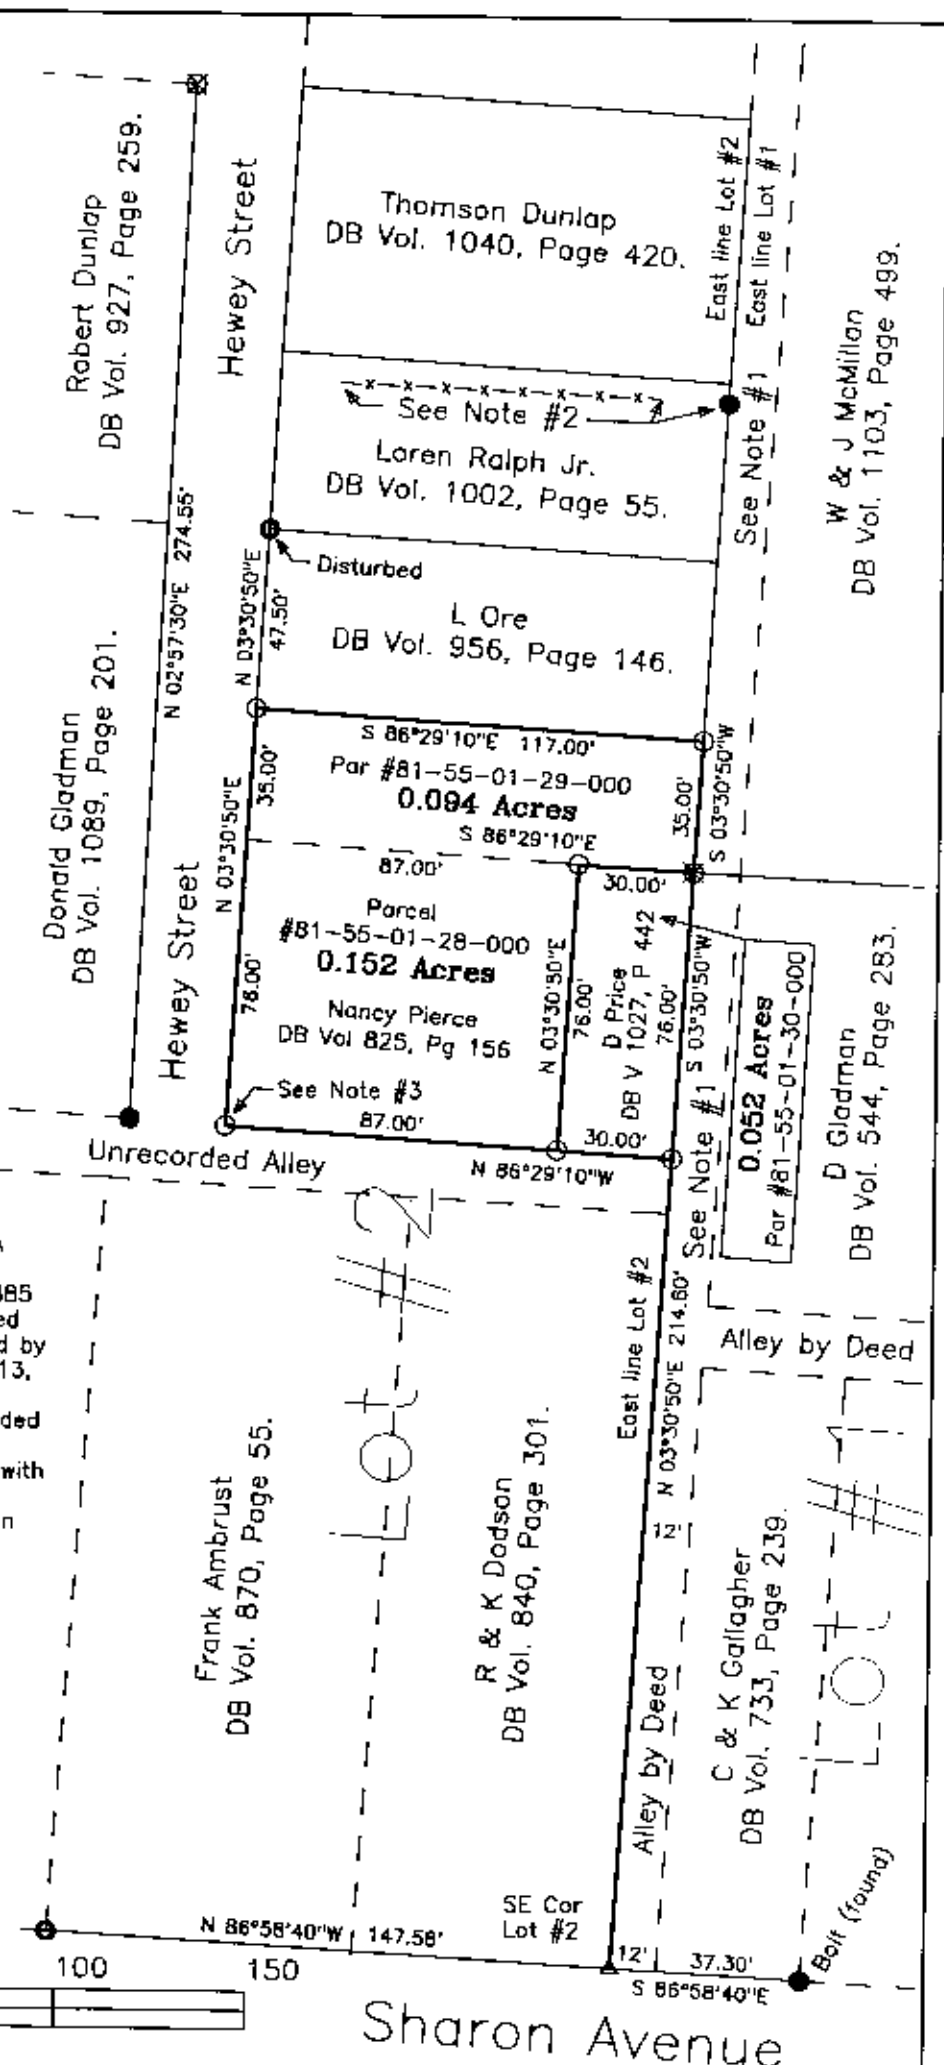 Robert Dunlap
DB Vol. 927, Page 259.
Hewey Street
Thomson Dunlap
DB Vol. 1040, Page 420.
East line Lot #2
East line Lot #1
See Note #2
Loren Ralph Jr.
DB Vol. 1002, Page 55.
See Note #1
W & J McMillan
DB Vol. 1103, Page 499.
N 02°57'30"E 274.55'
Disturbed
N 03°30'50"E
47.50'
L Ore
DB Vol. 956, Page 146.
Donald Gladman
DB Vol. 1089, Page 201.
S 86°29'10"E 117.00'
Par #81-55-01-29-000
0.094 Acres
N 03°30'50"E
35.00'
35.00'
S 03°30'50"W
S 86°29'10"E
87.00'
30.00'
Hewey Street
78.00'
Parcel
#81-55-01-28-000
0.152 Acres
Nancy Pierce
DB Vol 825, Pg 156
N 03°30'50"E
76.00'
D Price
DB V 1027, P 442
76.00'
S 03°30'50"W
0.052 Acres
Par #81-55-01-30-000
D Gladman
DB Vol. 544, Page 283.
See Note #3
87.00'
30.00'
N 86°29'10"W
Unrecorded Alley
See Note #1
Lot #2
385
ed
d by
13,
ded
with
n
East line Lot #2
N 03°30'50"E 214.60'
Alley by Deed
Frank Ambrust
DB Vol. 870, Page 55.
R & K Dodson
DB Vol. 840, Page 301.
12'
Alley by Deed
C & K Gallagher
DB Vol. 733, Page 239.
Lot #1
Bolt (found)
N 86°58'40"W 147.58'
SE Cor
Lot #2
12'
37.30'
S 86°58'40"E
100
150
Sharon Avenue